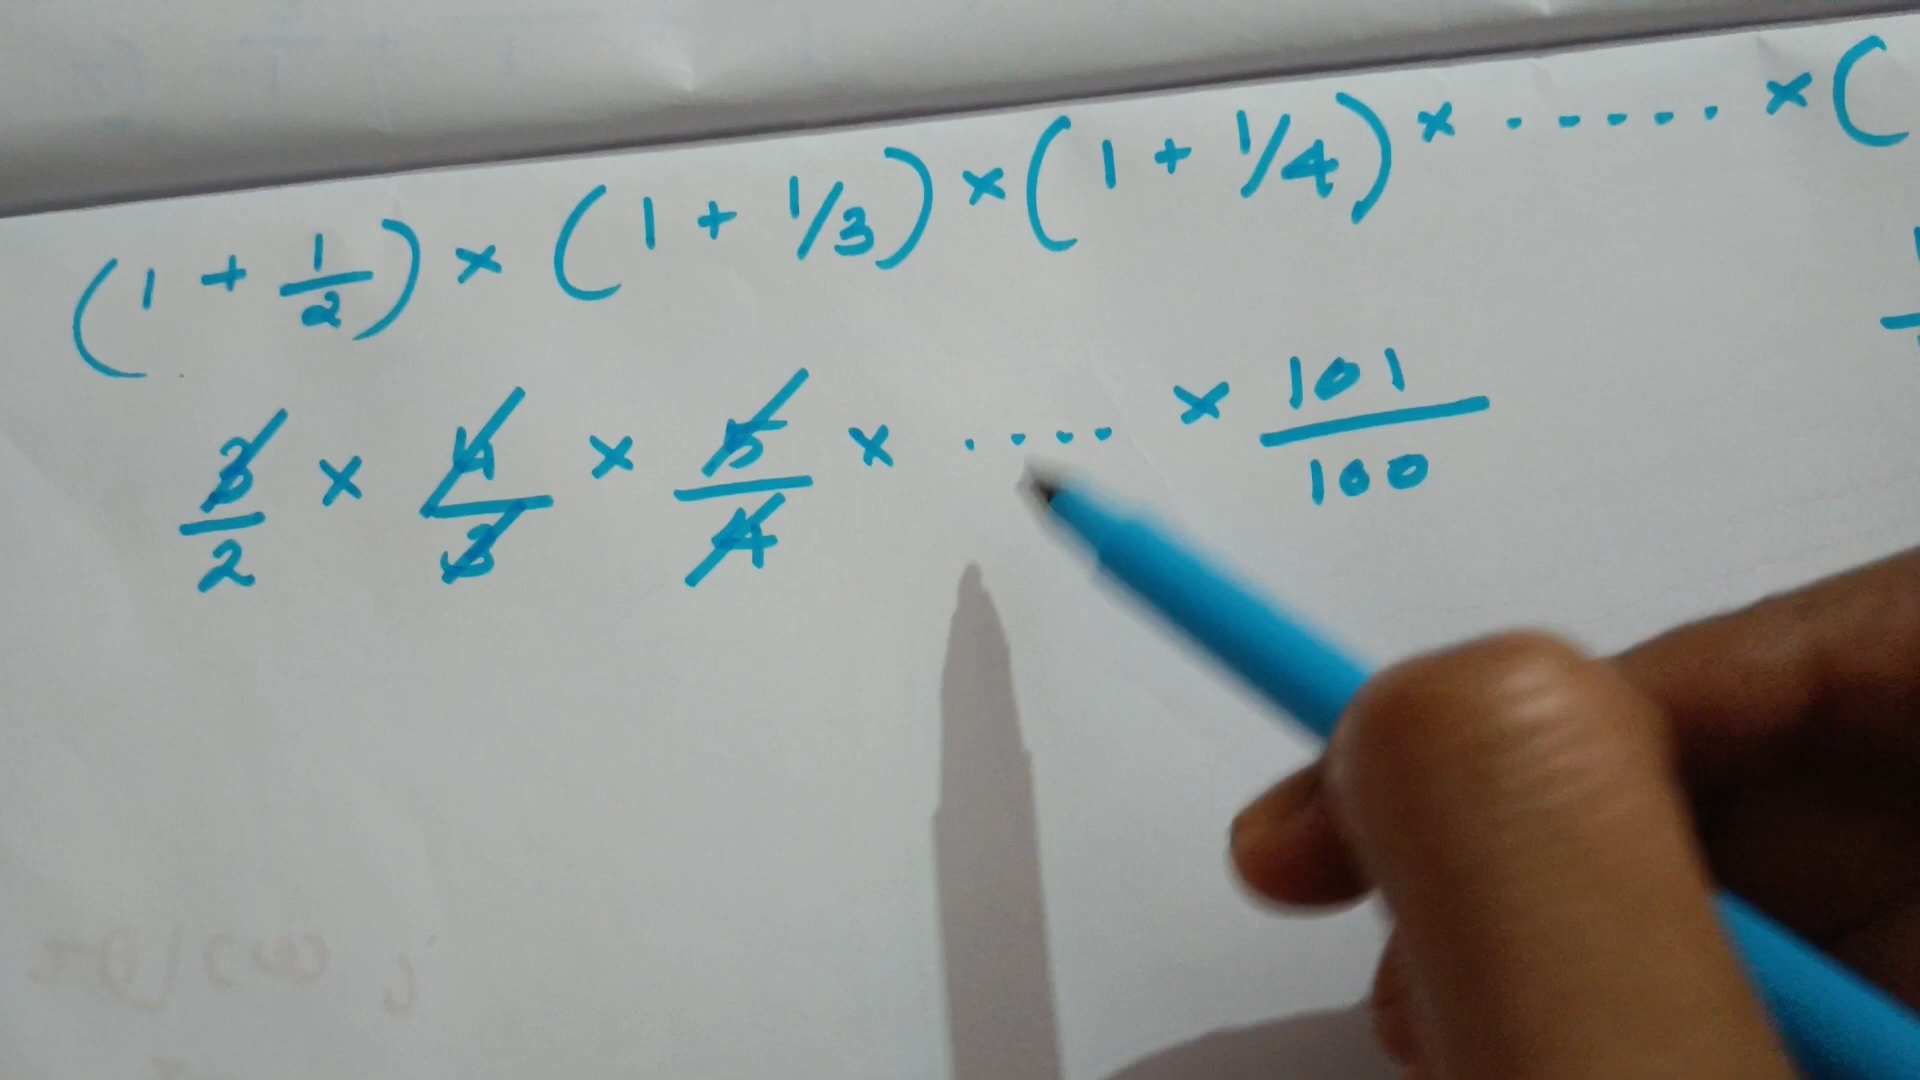 (1 + 1/2) × (1 + 1/3) × (1 + 1/4) × ..... × (
3/2 × 4/3 × 5/4 × .... × 101/100